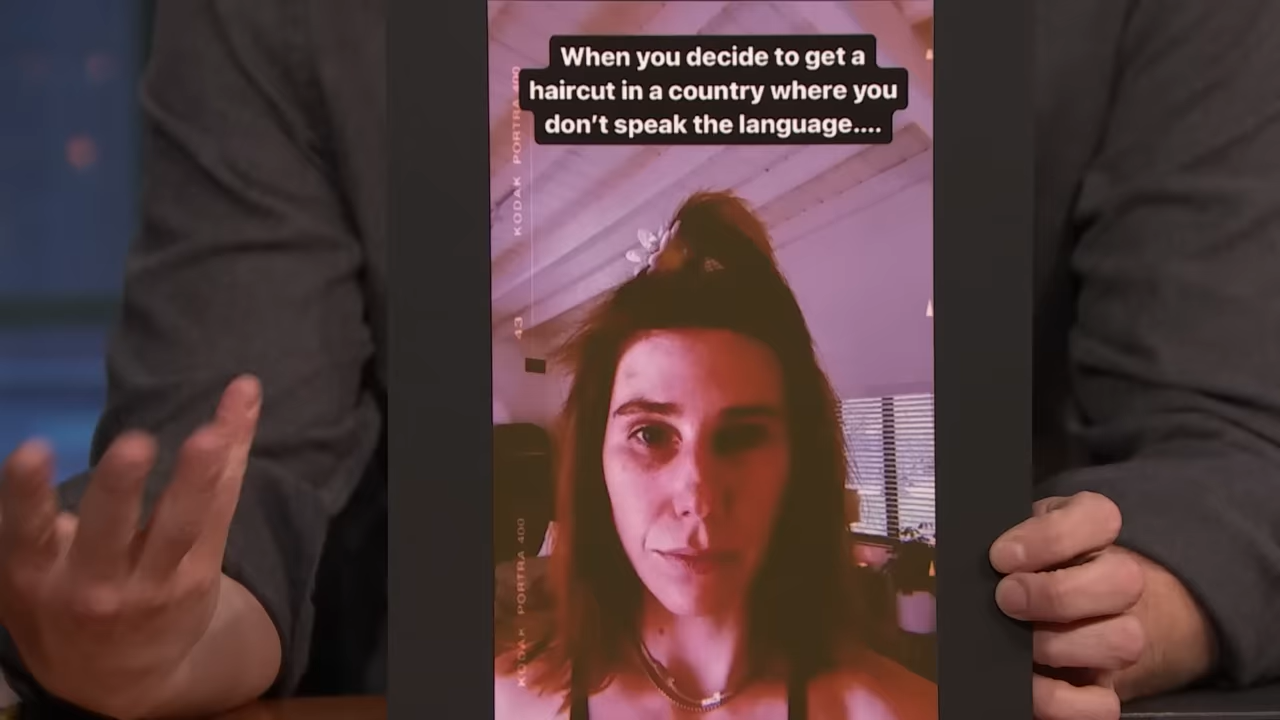 When you decide to get a
haircut in a country where you
don't speak the language....
KODAK PORTRA 400
43
KODAK PORTRA 400